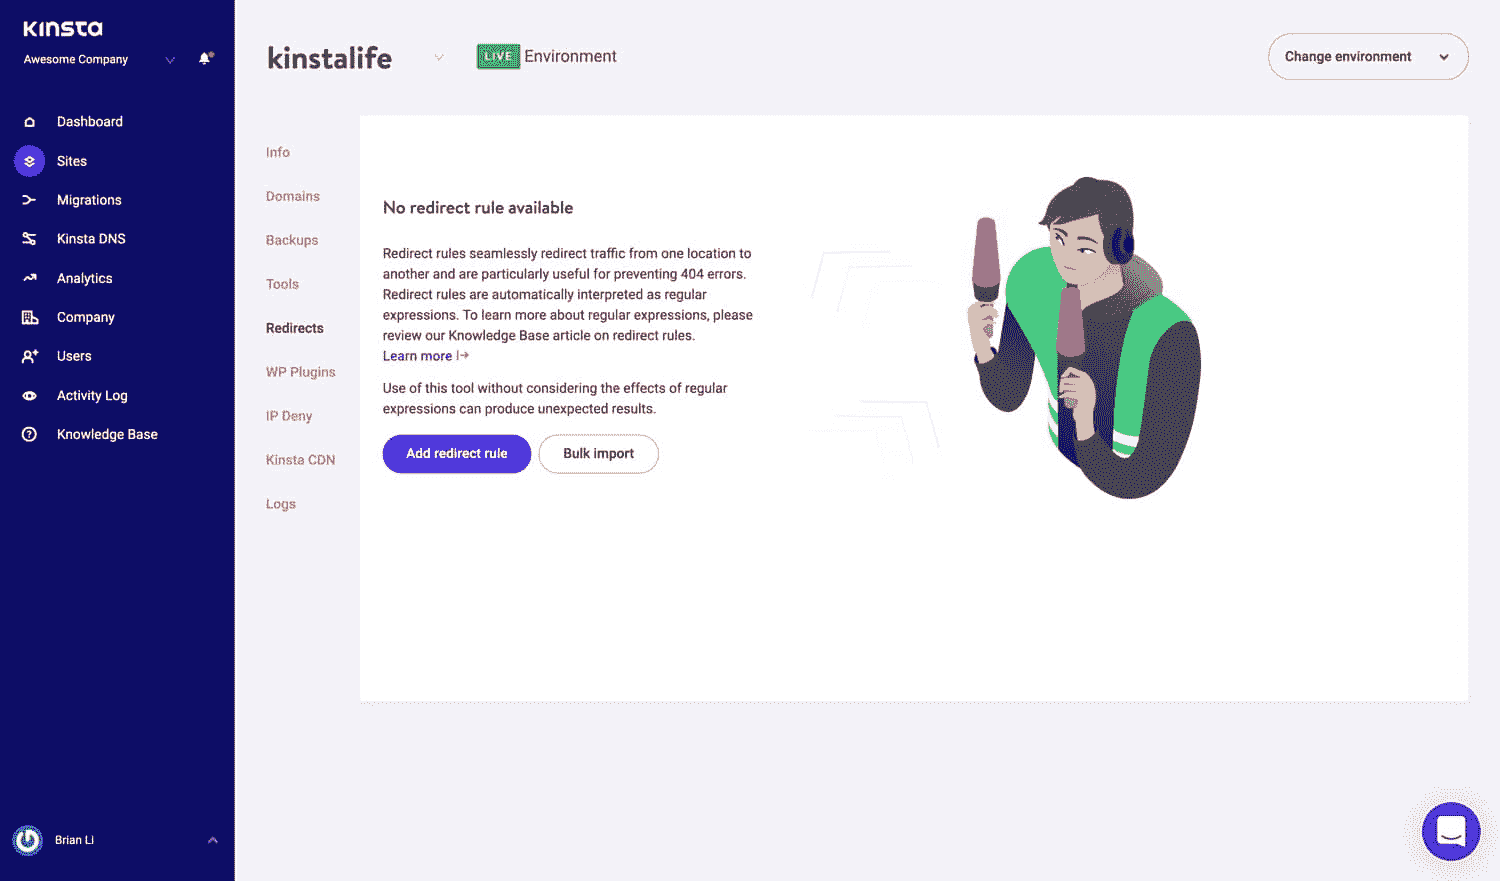 KINSTA
Awesome Company
Dashboard
Sites
Migrations
Kinsta DNS
Analytics
Company
Users
Activity Log
Knowledge Base
Brian Li
kinstalife
LIVE Environment
Change environment
Info
Domains
Backups
Tools
Redirects
WP Plugins
IP Deny
Kinsta CDN
Logs
No redirect rule available
Redirect rules seamlessly redirect traffic from one location to
another and are particularly useful for preventing 404 errors.
Redirect rules are automatically interpreted as regular
expressions. To learn more about regular expressions, please
review our Knowledge Base article on redirect rules.
Learn more
Use of this tool without considering the effects of regular
expressions can produce unexpected results.
Add redirect rule
Bulk import